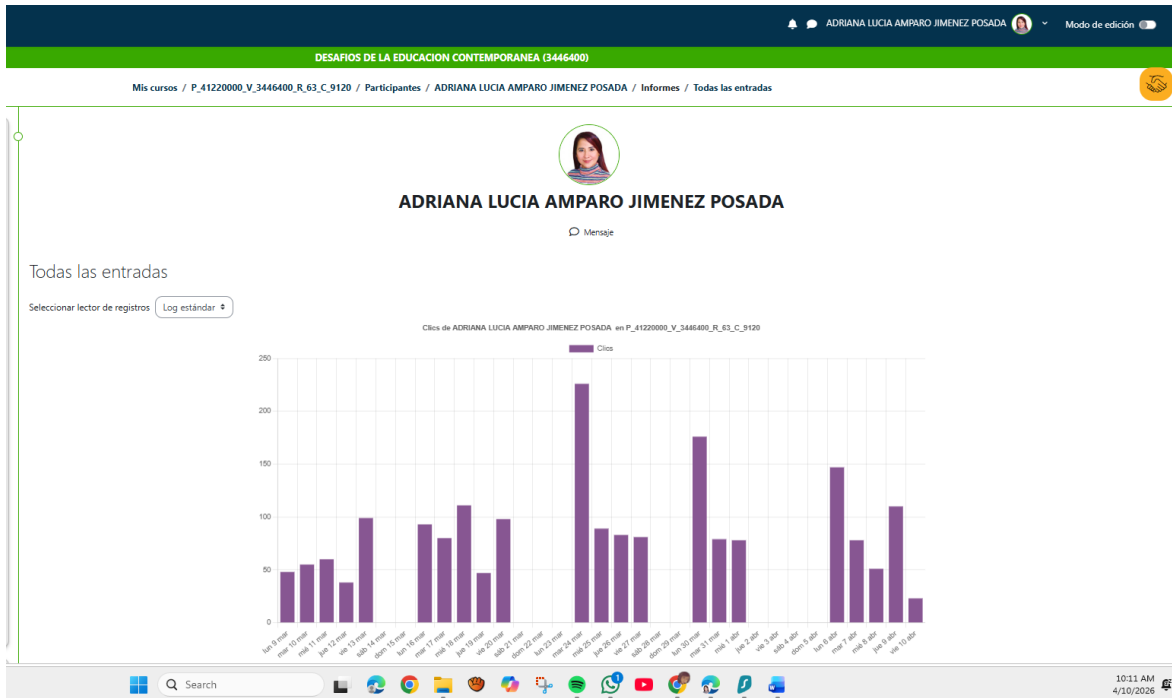 ADRIANA LUCIA AMPARO JIMENEZ POSADA
Modo de edición
DESAFIOS DE LA EDUCACION CONTEMPORANEA (3446400)
Mis cursos / P_41220000_V_3446400_R_63_C_9120 / Participantes / ADRIANA LUCIA AMPARO JIMENEZ POSADA / Informes / Todas las entradas
ADRIANA LUCIA AMPARO JIMENEZ POSADA
Mensaje
Todas las entradas
Seleccionar lector de registros Log estándar
Clics de ADRIANA LUCIA AMPARO JIMENEZ POSADA en P_41220000_V_3446400_R_63_C_9120
Clics
250
200
150
100
50
0
lun 9 mar
mar 10 mar
mié 11 mar
jue 12 mar
vie 13 mar
sáb 14 mar
dom 15 mar
lun 16 mar
mar 17 mar
mié 18 mar
jue 19 mar
vie 20 mar
sáb 21 mar
dom 22 mar
lun 23 mar
mar 24 mar
mié 25 mar
jue 26 mar
vie 27 mar
sáb 28 mar
dom 29 mar
lun 30 mar
mar 31 mar
mié 1 abr
jue 2 abr
vie 3 abr
sáb 4 abr
dom 5 abr
lun 6 abr
mar 7 abr
mié 8 abr
jue 9 abr
vie 10 abr
Search
1
10:11 AM
4/10/2026